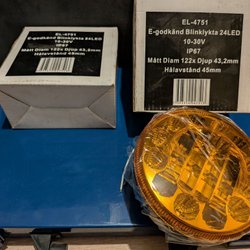 EL-4751
E-godkänd Blinklykta 24LED
10-30V
IP67
Mått Diam 122x Djup 43,2mm
Hålavstånd 45mm
EL-4751
E-godkänd Blinklykta 24LED
10-30V
IP67
Mått Diam 122x Djup 43,2mm
Hålavstånd 45mm